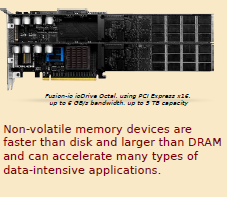 Fusion-io ioDrive Octal, using PCI Express x16,
up to 6 GB/s bandwidth, up to 5 TB capacity
Non-volatile memory devices are
faster than disk and larger than DRAM
and can accelerate many types of
data-intensive applications.